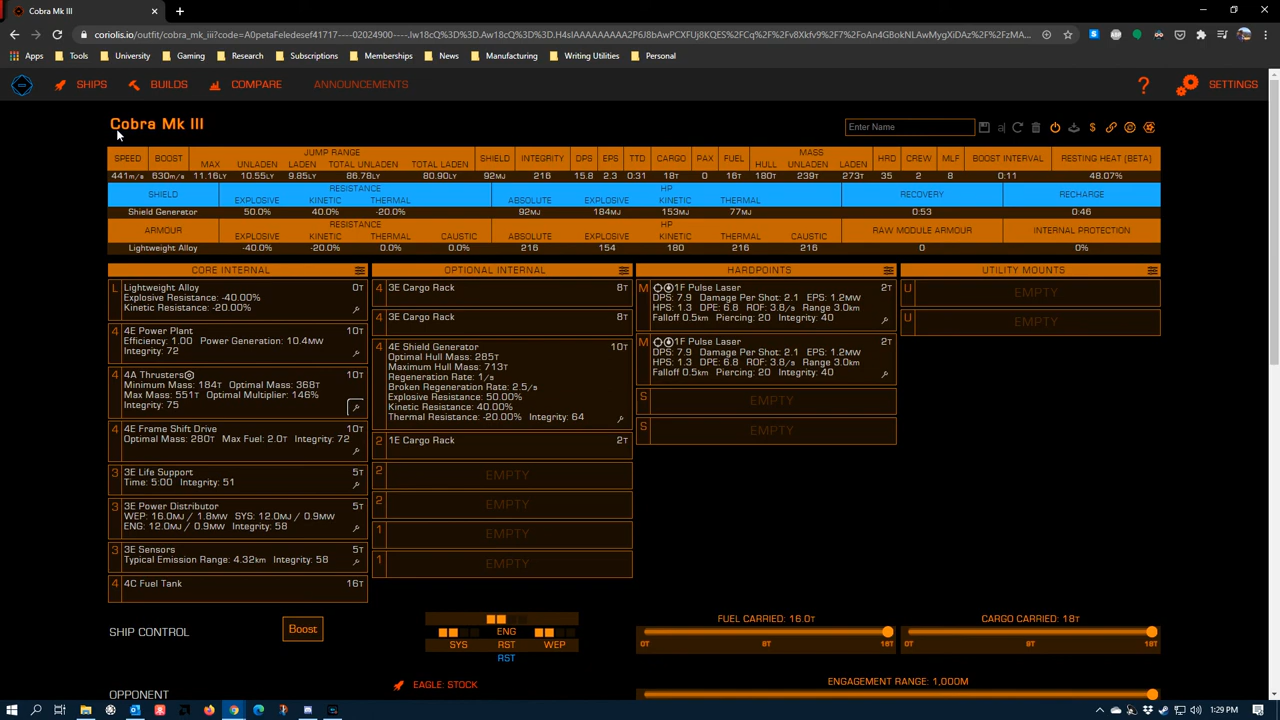 Cobra Mk III
coriolis.io/outfit/cobra_mk_iii?code=A0petaFeledesef41717----02024900----.Iw18cQ%3D%3D.Aw18cQ%3D%3D.
Apps Tools University Gaming Research Subscriptions Memberships News Manufacturing Writing Utilities Personal
SHIPS BUILDS COMPARE ANNOUNCEMENTS ? SETTINGS
Cobra Mk III
Enter Name
SPEED BOOST JUMP RANGE SHIELD INTEGRITY DPS EPS TTD CARGO PAX FUEL MASS HRD CREW MLF BOOST INTERVAL RESTING HEAT (BETA)
MAX UNLADEN LADEN TOTAL UNLADEN TOTAL LADEN HULL UNLADEN LADEN
441m/s 630m/s 11.16LY 10.55LY 9.85LY 86.78LY 80.90LY 92MJ 216 15.8 2.3 0:11 18T 0 16T 180T 239T 273T 35 2 8 0:11 48.07%
SHIELD RESISTANCE HP RECOVERY RECHARGE
EXPLOSIVE KINETIC THERMAL ABSOLUTE EXPLOSIVE KINETIC THERMAL
Shield Generator 50.0% 40.0% -20.0% 92MJ 184MJ 153MJ 77MJ 0:53 0:46
ARMOUR RESISTANCE HP RAW MODULE ARMOUR INTERNAL PROTECTION
EXPLOSIVE KINETIC THERMAL CAUSTIC ABSOLUTE EXPLOSIVE KINETIC THERMAL CAUSTIC
Lightweight Alloy -40.0% -20.0% 0.0% 0.0% 216 154 180 216 216 0 0%
CORE INTERNAL
L Lightweight Alloy 0T
Explosive Resistance: -40.00%
Kinetic Resistance: -20.00%
4 4E Power Plant 10T
Efficiency: 1.00 Power Generation: 10.4MW
Integrity: 72
4 4A Thrusters 10T
Minimum Mass: 184T Optimal Mass: 368T
Max Mass: 551T Optimal Multiplier: 146%
Integrity: 75
4 4E Frame Shift Drive 10T
Optimal Mass: 280T Max Fuel: 2.0T Integrity: 72
3 3E Life Support 5T
Time: 5:00 Integrity: 51
3 3E Power Distributor 5T
WEP: 16.0MJ / 1.8MW SYS: 12.0MJ / 0.9MW
ENG: 12.0MJ / 0.9MW Integrity: 58
3 3E Sensors 5T
Typical Emission Range: 4.32km Integrity: 58
4 4C Fuel Tank 16T
OPTIONAL INTERNAL
4 3E Cargo Rack 8T
4 3E Cargo Rack 8T
4 4E Shield Generator 10T
Optimal Hull Mass: 285T
Maximum Hull Mass: 713T
Regeneration Rate: 1/s
Broken Regeneration Rate: 2.5/s
Explosive Resistance: 50.00%
Kinetic Resistance: 40.00%
Thermal Resistance: -20.00% Integrity: 64
2 1E Cargo Rack 2T
2 EMPTY
2 EMPTY
1 EMPTY
1 EMPTY
HARDPOINTS
M 1F Pulse Laser 2T
DPS: 7.9 Damage Per Shot: 2.1 EPS: 1.2MW
HPS: 1.3 DPE: 6.8 ROF: 3.8/s Range 3.0km
Falloff 0.5km Piercing: 20 Integrity: 40
M 1F Pulse Laser 2T
DPS: 7.9 Damage Per Shot: 2.1 EPS: 1.2MW
HPS: 1.3 DPE: 6.8 ROF: 3.8/s Range 3.0km
Falloff 0.5km Piercing: 20 Integrity: 40
S EMPTY
S EMPTY
UTILITY MOUNTS
U EMPTY
U EMPTY
SHIP CONTROL Boost
ENG
SYS RST WEP
RST
FUEL CARRIED: 16.0T
0T 8T 16T
CARGO CARRIED: 18T
0T 9T 18T
OPPONENT EAGLE: STOCK
ENGAGEMENT RANGE: 1,000M
1:29 PM